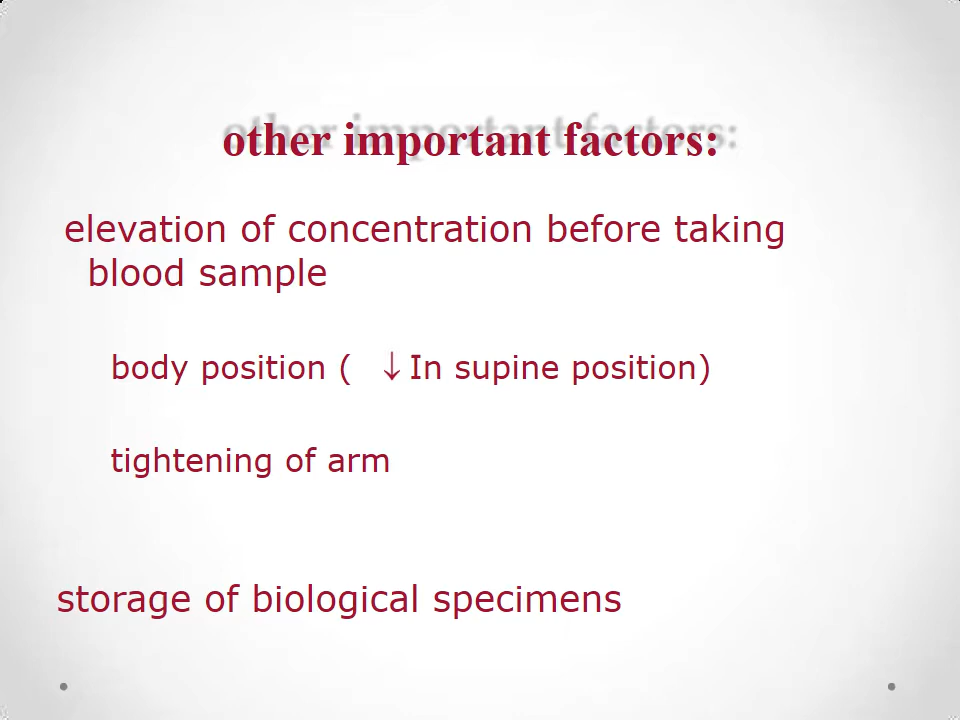 other important factors:
elevation of concentration before taking
blood sample
body position ( ↓ In supine position)
tightening of arm
storage of biological specimens